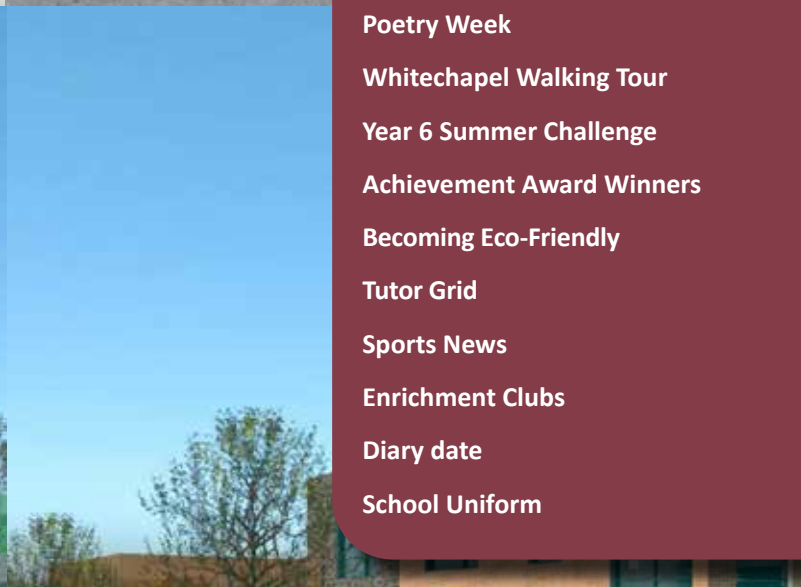 Poetry Week
Whitechapel Walking Tour
Year 6 Summer Challenge
Achievement Award Winners
Becoming Eco-Friendly
Tutor Grid
Sports News
Enrichment Clubs
Diary date
School Uniform